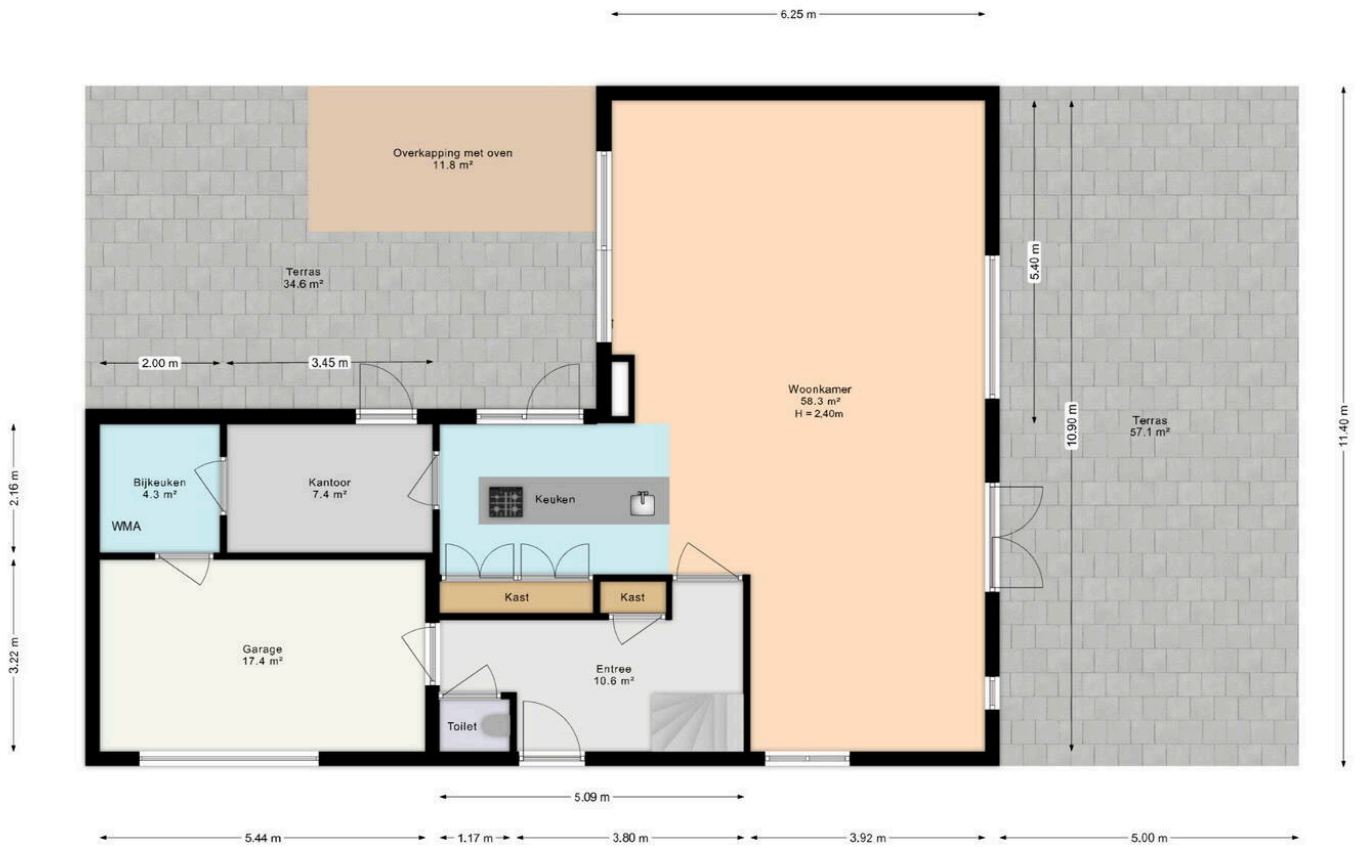 6.25 m
Overkapping met oven
11.8 m²
Terras
34.6 m²
5.40 m
2.00 m
3.45 m
Woonkamer
58.3 m²
H = 2,40m
10.90 m
Terras
57.1 m²
11.40 m
2.16 m
Bijkeuken
4.3 m²
WMA
Kantoor
7.4 m²
Keuken
Kast
Kast
3.22 m
Garage
17.4 m²
Entree
10.6 m²
Toilet
5.09 m
5.44 m
1.17 m
3.80 m
3.92 m
5.00 m